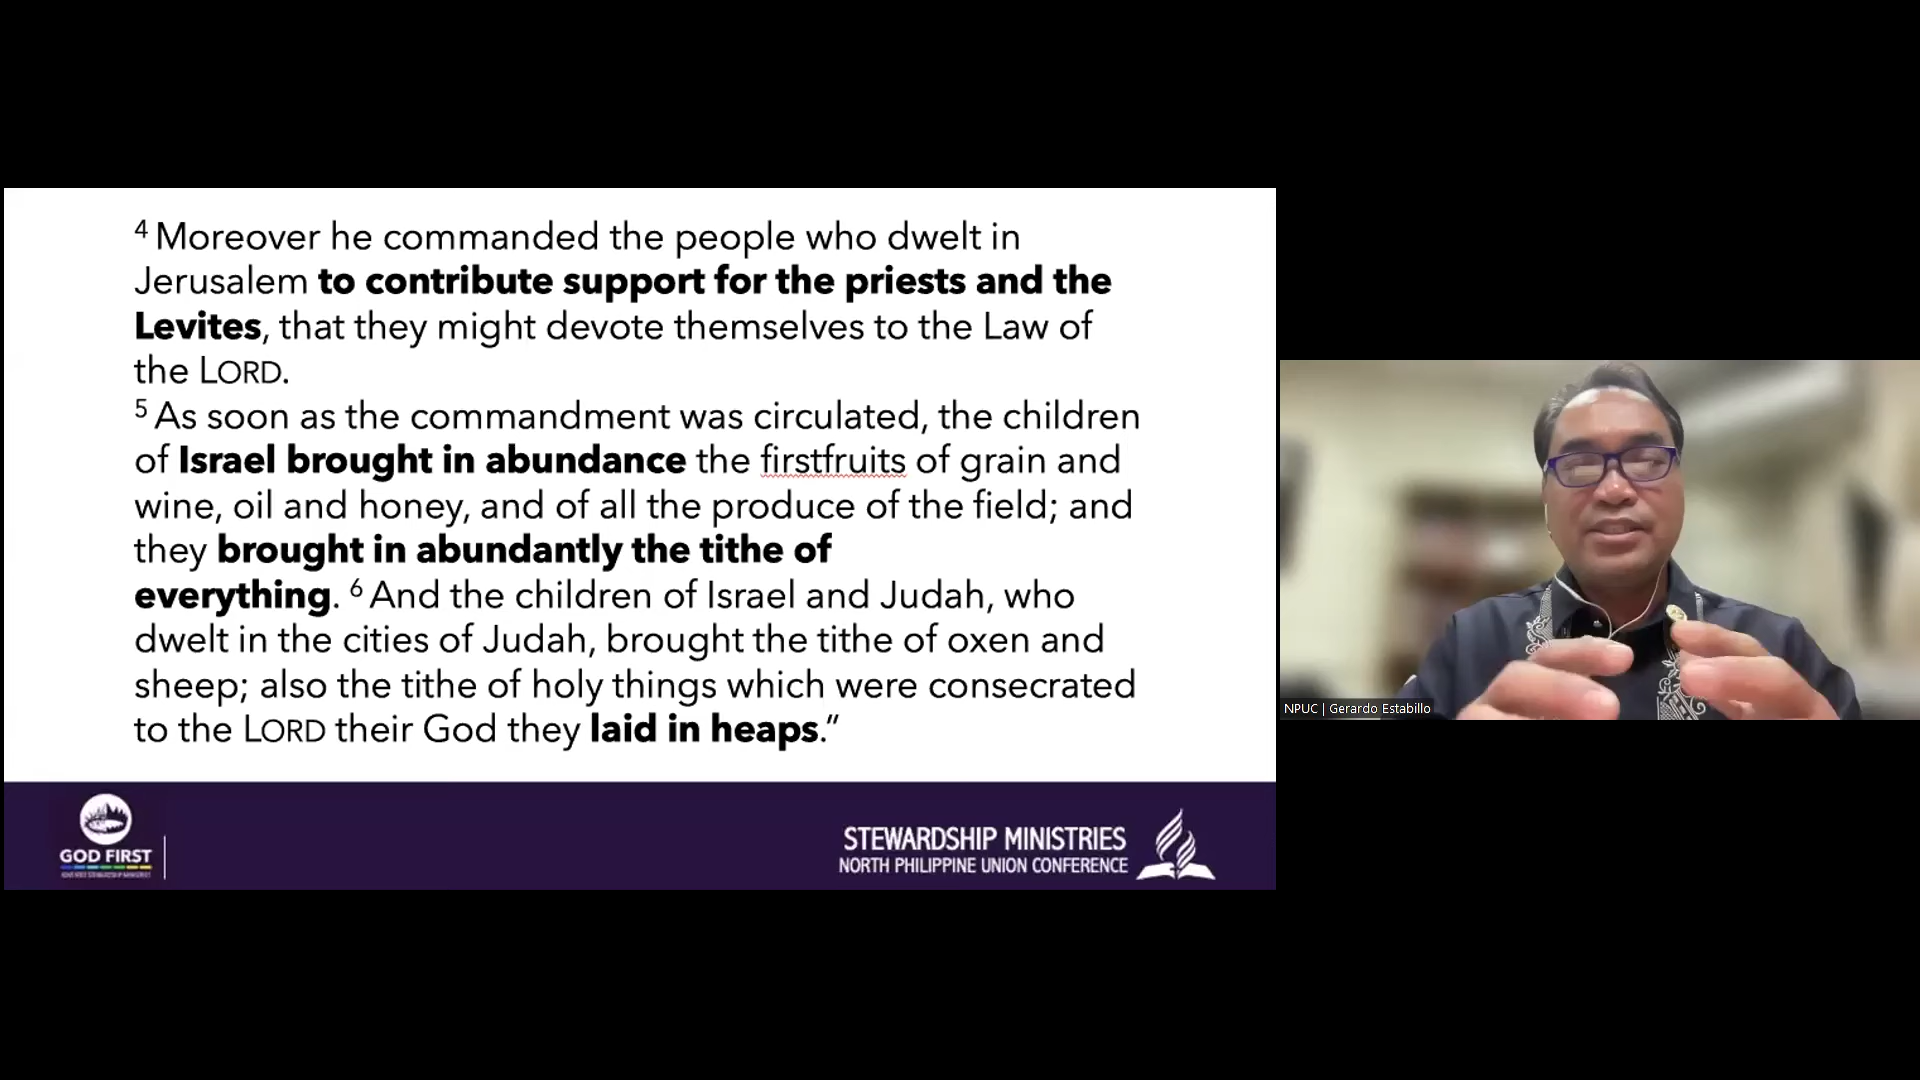 4 Moreover he commanded the people who dwelt in
Jerusalem to contribute support for the priests and the
Levites, that they might devote themselves to the Law of
the LORD.
5 As soon as the commandment was circulated, the children
of Israel brought in abundance the firstfruits of grain and
wine, oil and honey, and of all the produce of the field; and
they brought in abundantly the tithe of
everything. 6 And the children of Israel and Judah, who
dwelt in the cities of Judah, brought the tithe of oxen and
sheep; also the tithe of holy things which were consecrated
to the LORD their God they laid in heaps.“
GOD FIRST
STEWARDSHIP MINISTRIES
NORTH PHILIPPINE UNION CONFERENCE
NPUC | Gerardo Estabillo